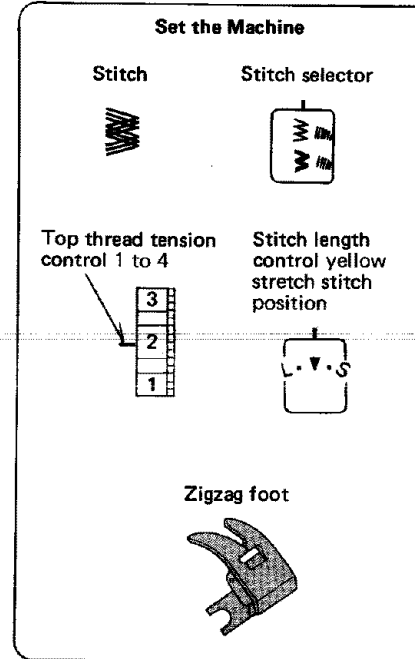 Set the Machine
Stitch
Stitch selector
Top thread tension
control 1 to 4
3
2
1
Stitch length
control yellow
stretch stitch
position
L S
Zigzag foot